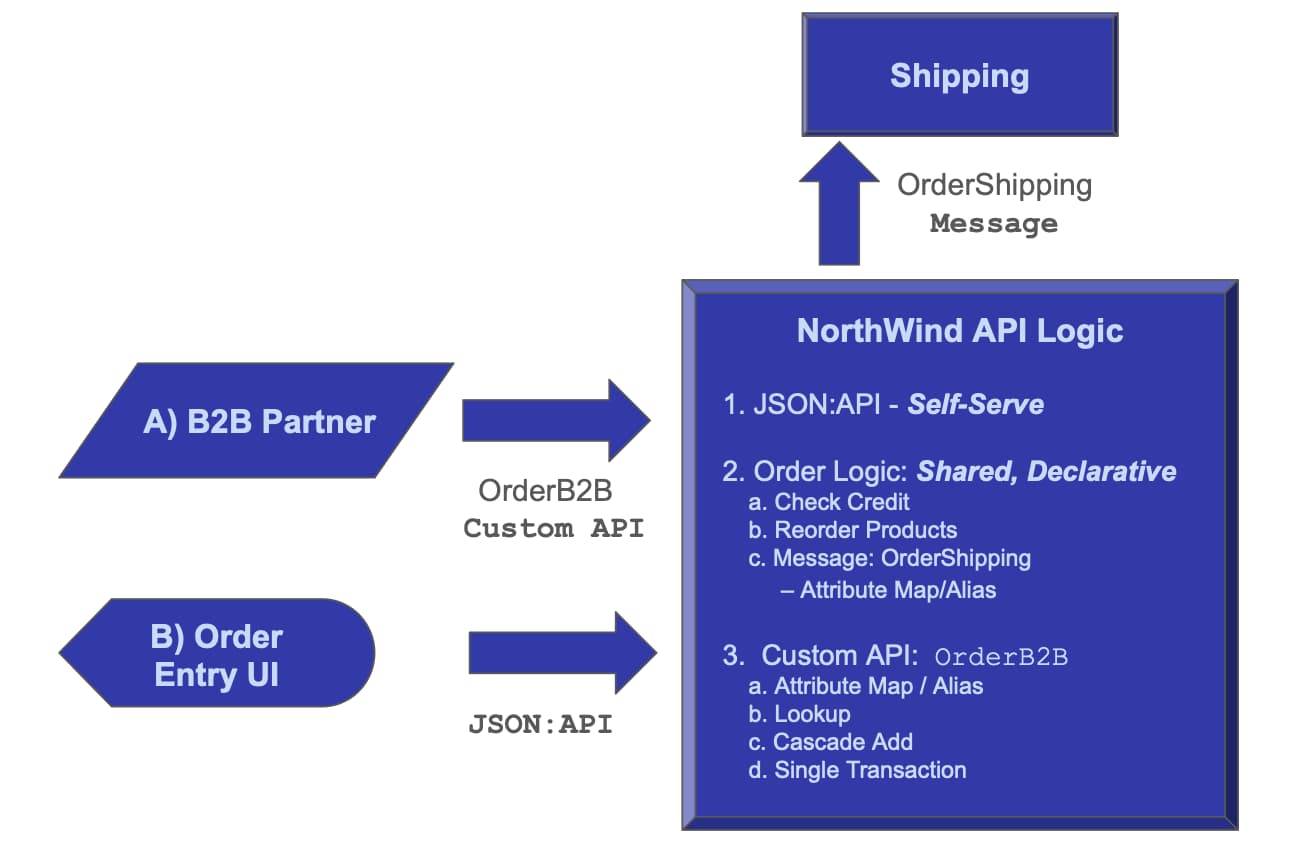 Shipping
OrderShipping
Message
NorthWind API Logic
1. JSON:API - Self-Serve
2. Order Logic: Shared, Declarative
a. Check Credit
b. Reorder Products
c. Message: OrderShipping
– Attribute Map/Alias
3. Custom API: OrderB2B
a. Attribute Map / Alias
b. Lookup
c. Cascade Add
d. Single Transaction
A) B2B Partner
OrderB2B
Custom API
B) Order
Entry UI
JSON:API